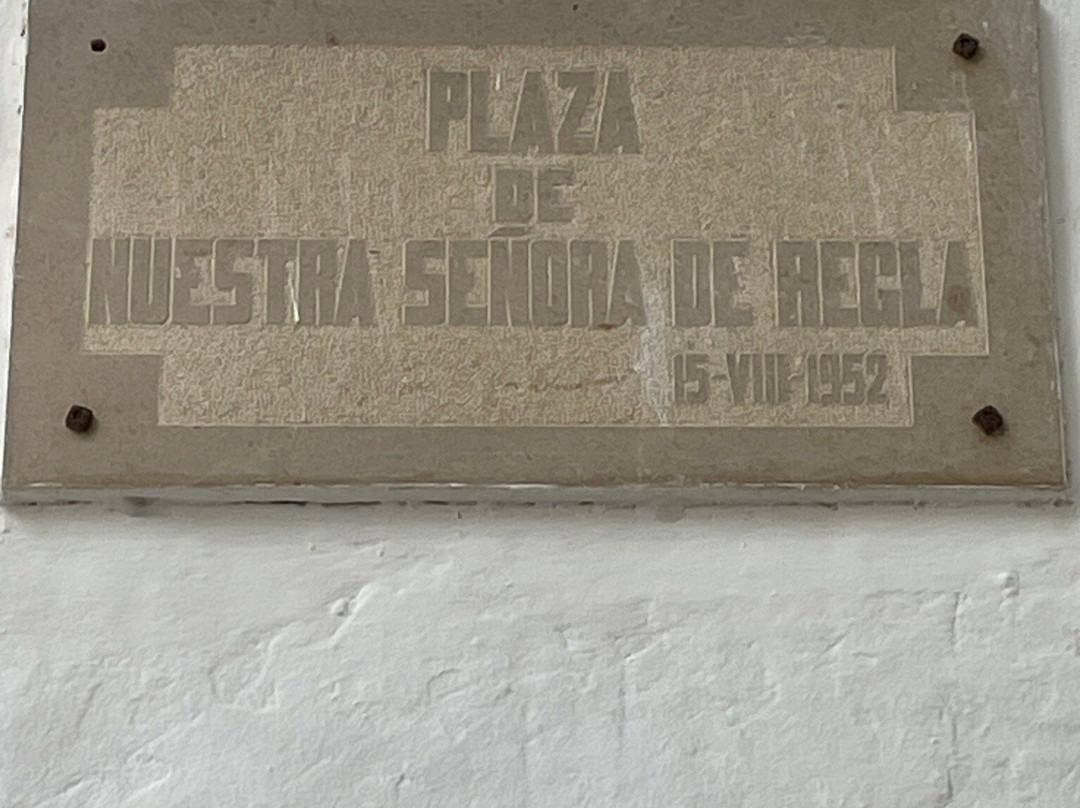 PLAZA
DE
NUESTRA SEÑORA DE REGLA
15-VIII-1952